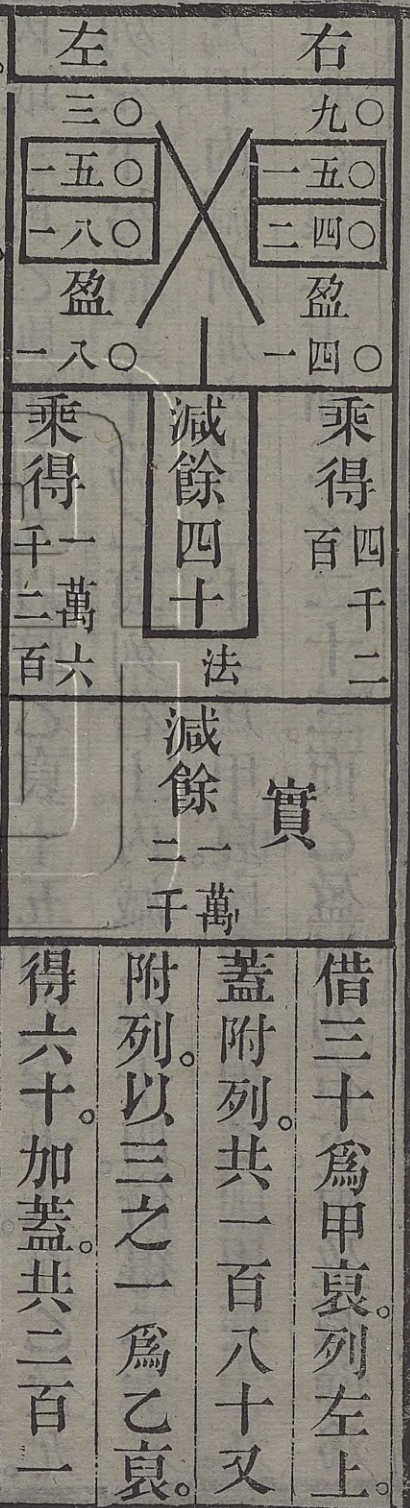 右
九〇
一五〇
二四〇
盈
一四〇
乘得四千二百
左
三〇
一五〇
一八〇
盈
一八〇
乘得一萬六千二百
減餘四十
法
實
減餘一萬二千
借三十爲甲衰。列左上。
蓋附列。共一百八十又
附列。以三之一爲乙衰。
得六十。加蓋。共二百一